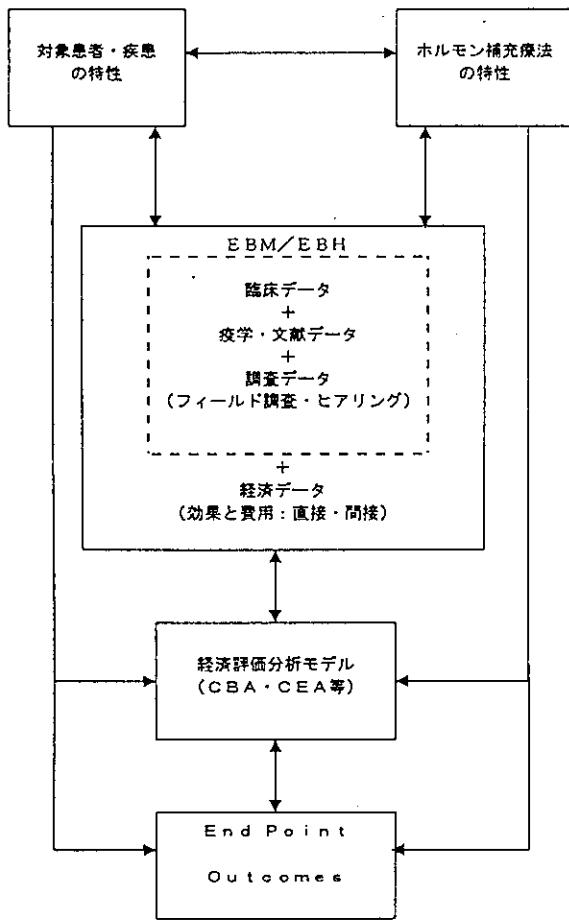 対象患者・疾患
の特性
ホルモン補充療法
の特性
EBM/EBH
臨床データ
+
疫学・文献データ
+
調査データ
(フィールド調査・ヒアリング)
+
経済データ
(効果と費用:直接・間接)
経済評価分析モデル
(CBA・CEA等)
End Point
Outcomes